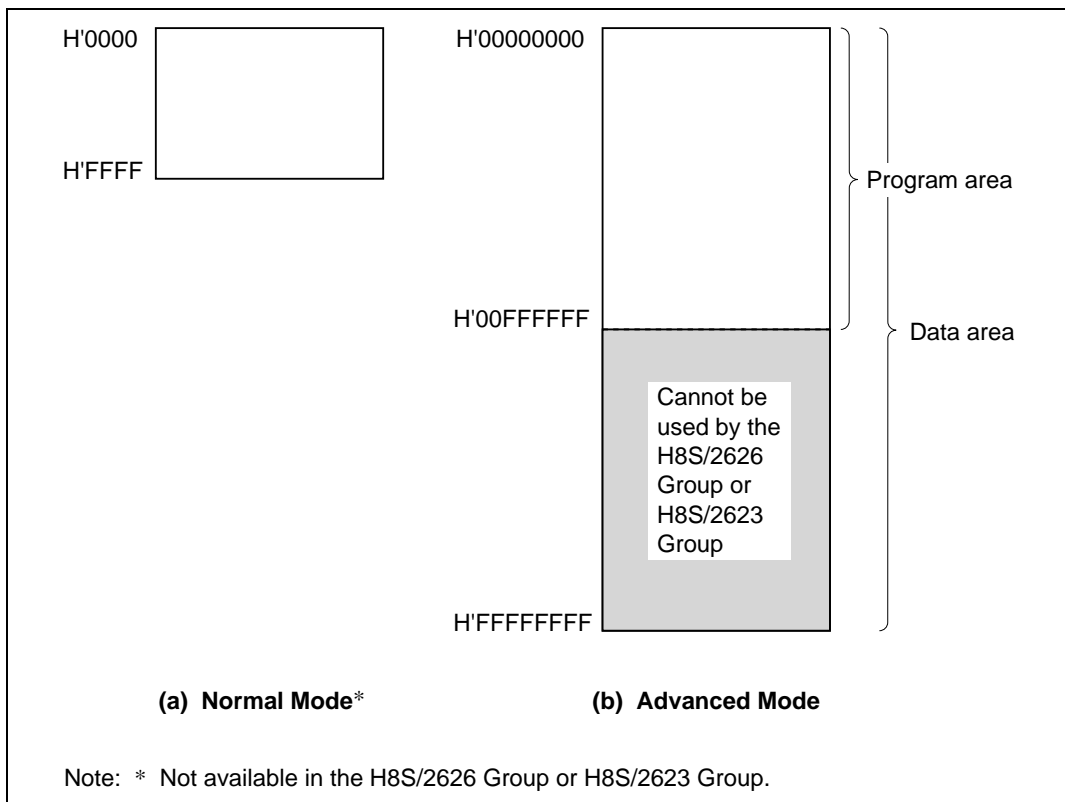 H'0000
H'FFFF
(a) Normal Mode*
H'00000000
H'00FFFFFF
H'FFFFFFFF
Program area
Data area
Cannot be
used by the
H8S/2626
Group or
H8S/2623
Group
(b) Advanced Mode
Note: * Not available in the H8S/2626 Group or H8S/2623 Group.